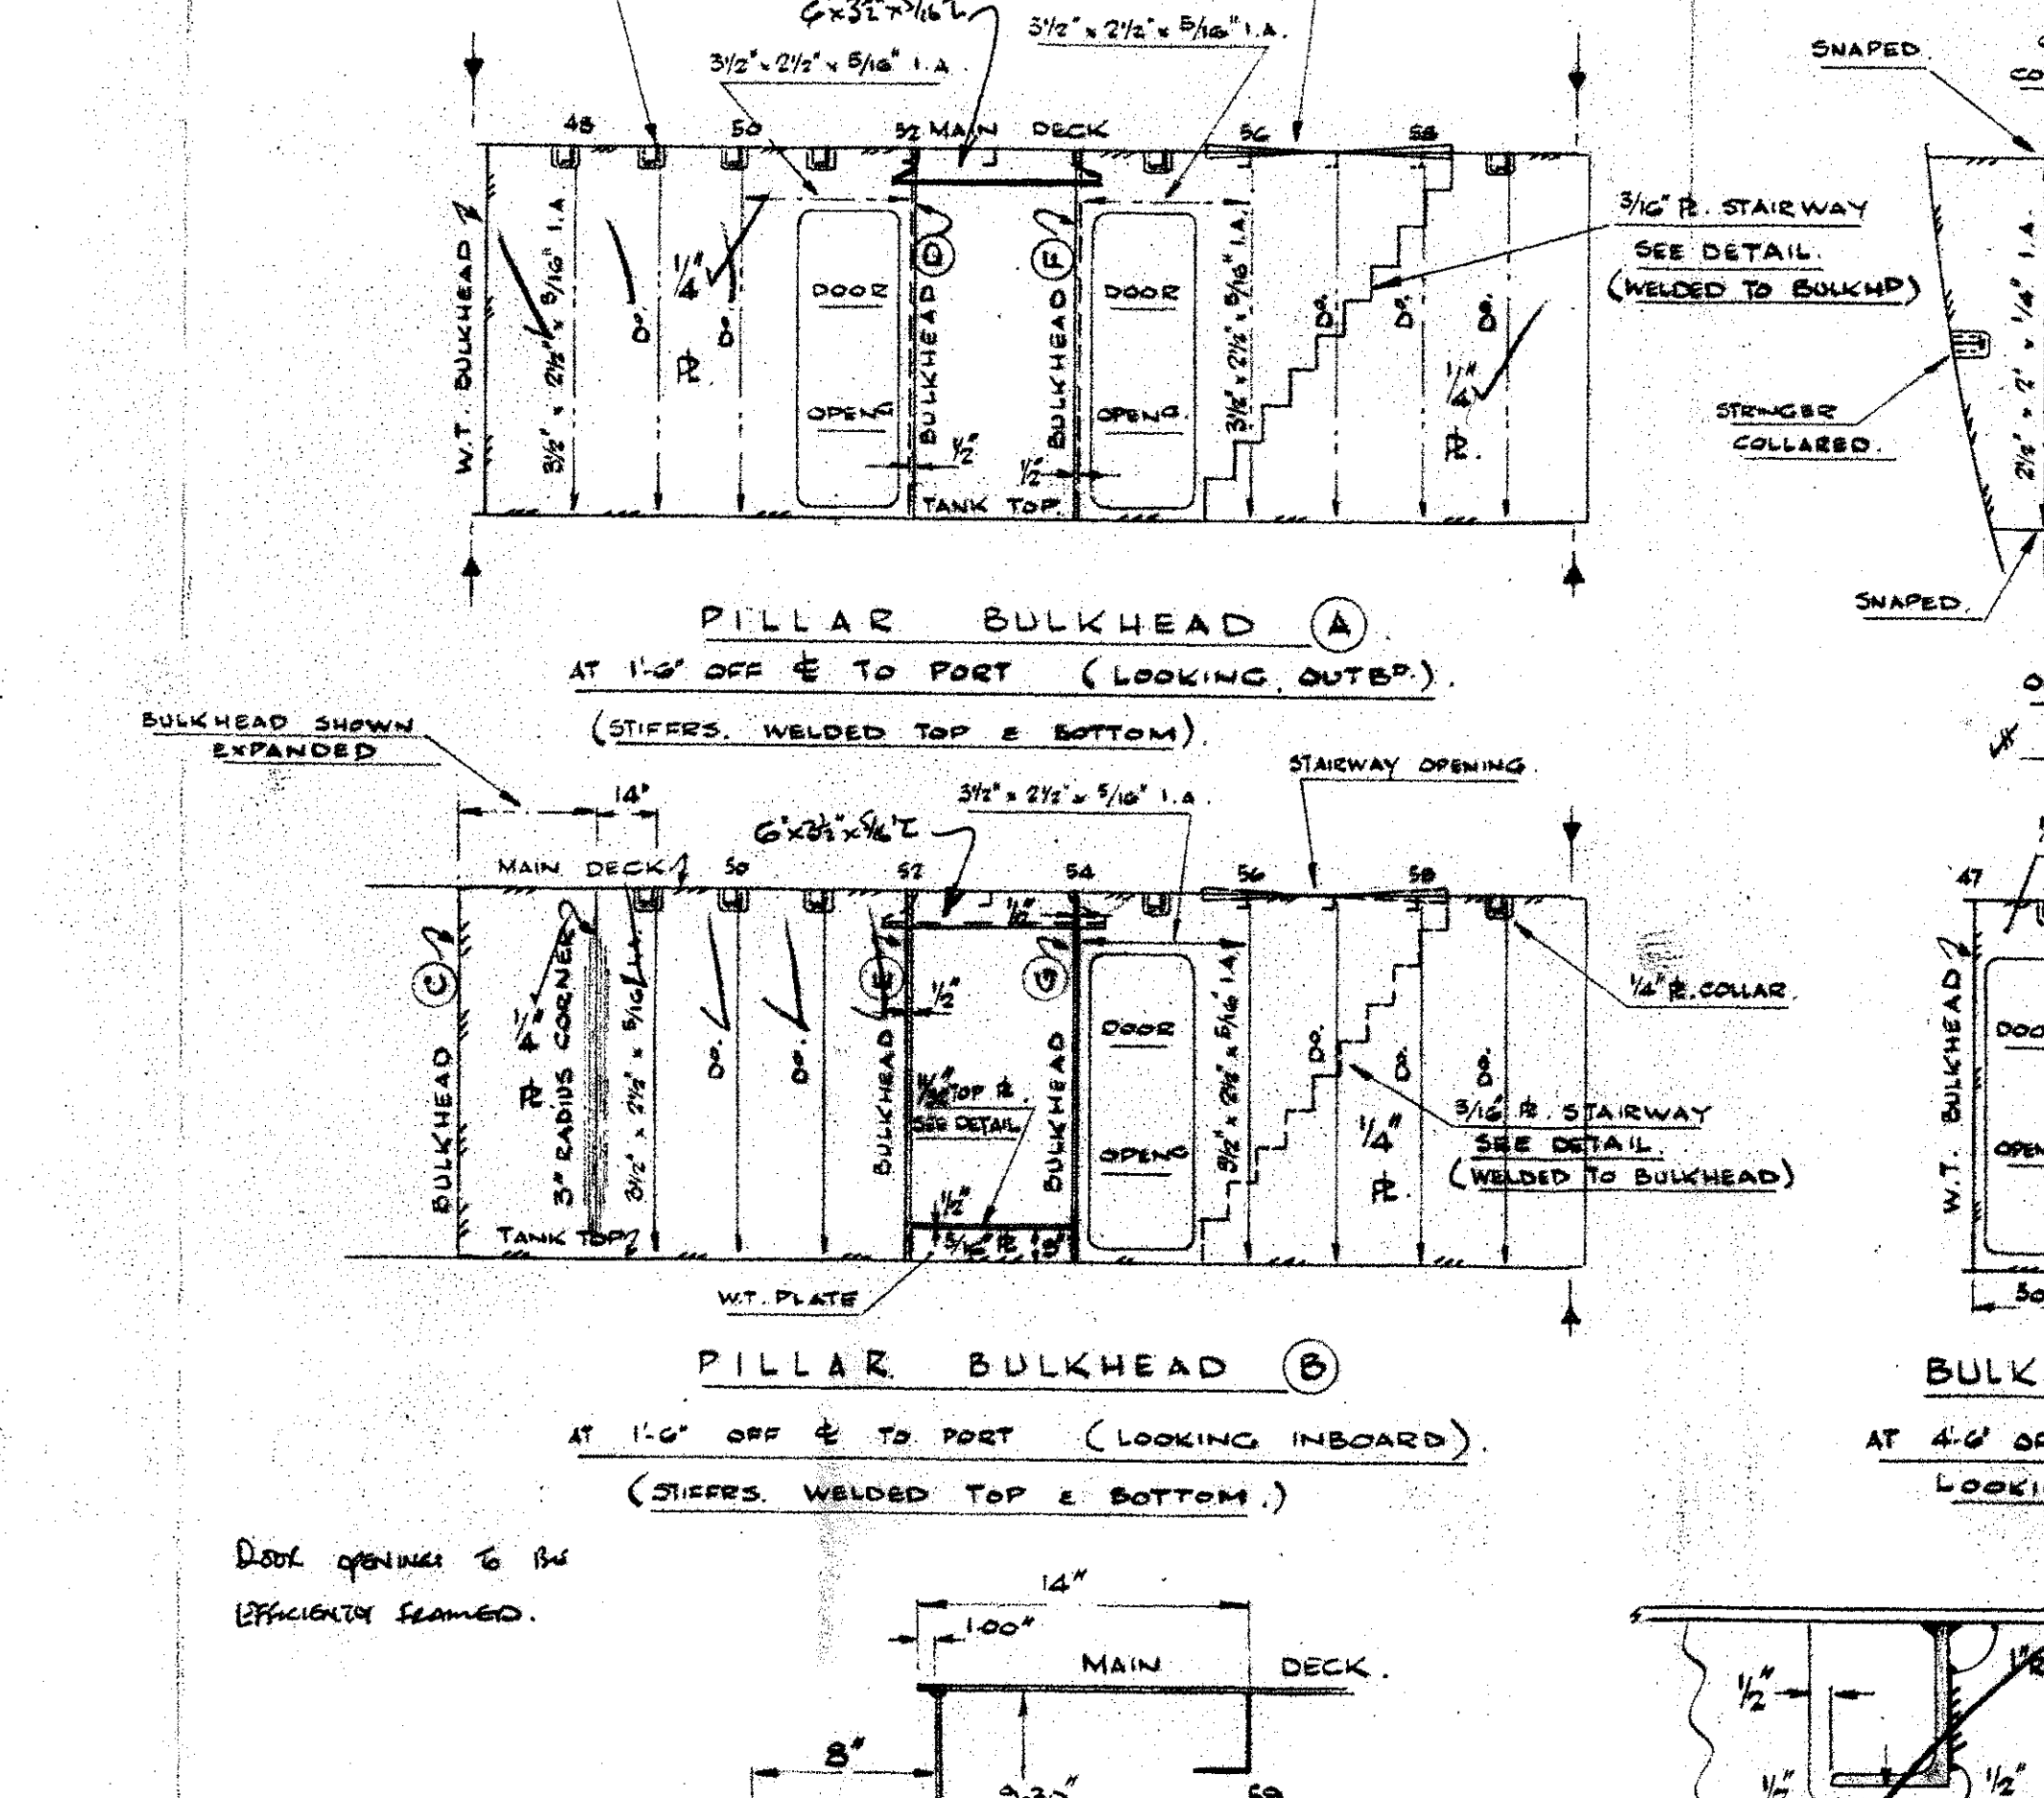 6"x3½"x5/16" L
3½" x 2½" x 5/16" I.A.
3½" x 2½" x 5/16" I.A.
SNAPED.
48
50
52 MAIN DECK
56
58
W.T. BULKHEAD
3½" x 2½" x 5/16" I.A
Do.
¼" PL
Do.
DOOR
OPENG
D
BULKHEAD
½"
TANK TOP.
F
BULKHEAD
½"
DOOR
OPENG.
3½" x 2½" x 5/16" I.A.
Do.
Do.
Do.
¼" PL.
3/16" PL. STAIRWAY
SEE DETAIL.
(WELDED TO BULKHD)
2½" x 2" x ¼" I.A.
STRINGER
COLLARED.
SNAPED.
PILLAR BULKHEAD A
AT 1'-6" OFF ℄ TO PORT (LOOKING OUTBD.).
(STIFFRS. WELDED TOP & BOTTOM).
BULKHEAD SHOWN
EXPANDED
14"
6"x3½"x5/16" L
3½" x 2½" x 5/16" I.A.
STAIRWAY OPENING.
MAIN DECK
50
52
54
56
58
C
BULKHEAD
¼" PL
3" RADIUS CORNER
3½" x 2½" x 5/16" I.A.
TANK TOP
Do.
Do.
E
BULKHEAD
½"
½"
TOP PL.
SEE DETAIL
½"
5/16" PL
G
BULKHEAD
DOOR
OPENG
3½" x 2½" x 5/16" I.A
Do.
Do.
Do.
¼" PL.
¼" PL. COLLAR.
3/16" PL. STAIRWAY
SEE DETAIL
(WELDED TO BULKHEAD)
W.T. PLATE
47
W.T. BULKHEAD
PILLAR BULKHEAD B
AT 1'-6" OFF ℄ TO PORT (LOOKING INBOARD).
(STIFFRS. WELDED TOP & BOTTOM.)
AT 4'-6"
DOOR OPENINGS TO BE
EFFICIENTLY FRAMED.
14"
1.00"
MAIN DECK.
8"
½"
½"
½"